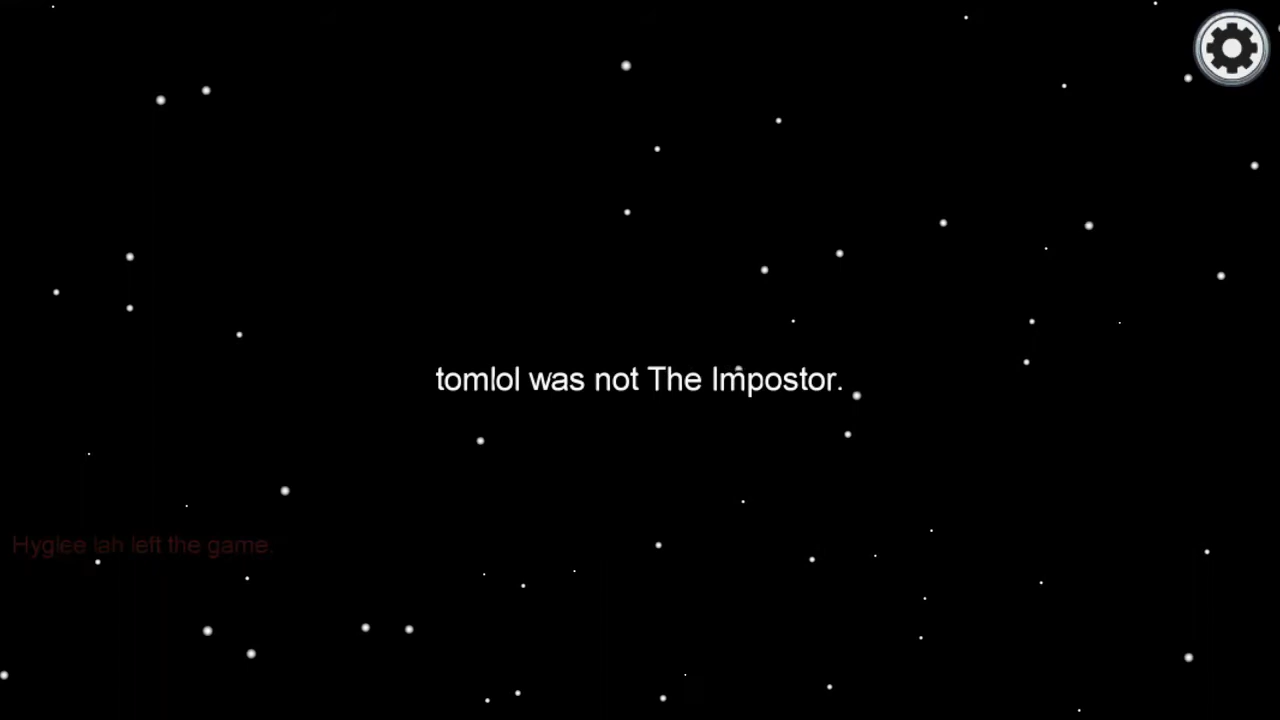 tomlol was not The Impostor.
Hyglee lah left the game.